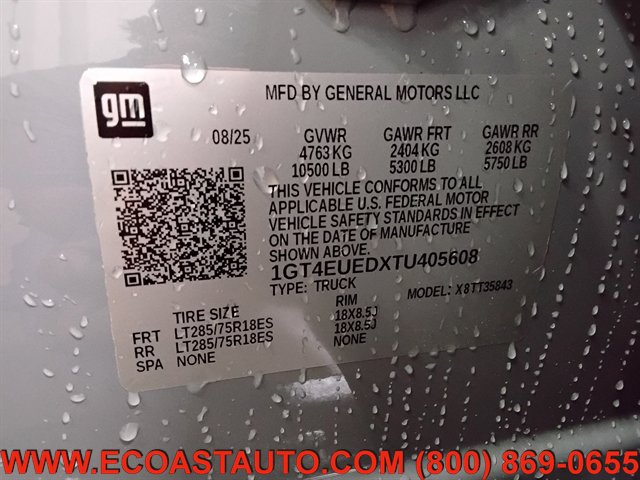 gm
MFD BY GENERAL MOTORS LLC
08/25 GVWR GAWR FRT GAWR RR
4763 KG 2404 KG 2608 KG
10500 LB 5300 LB 5750 LB
THIS VEHICLE CONFORMS TO ALL
APPLICABLE U.S. FEDERAL MOTOR
VEHICLE SAFETY STANDARDS IN EFFECT
ON THE DATE OF MANUFACTURE
SHOWN ABOVE.
1GT4EUEDXTU405608
TYPE: TRUCK MODEL: X8TT35843
TIRE SIZE RIM
FRT LT285/75R18ES 18X8.5J
RR LT285/75R18ES 18X8.5J
SPA NONE NONE
WWW.ECOASTAUTO.COM (800) 869-0655